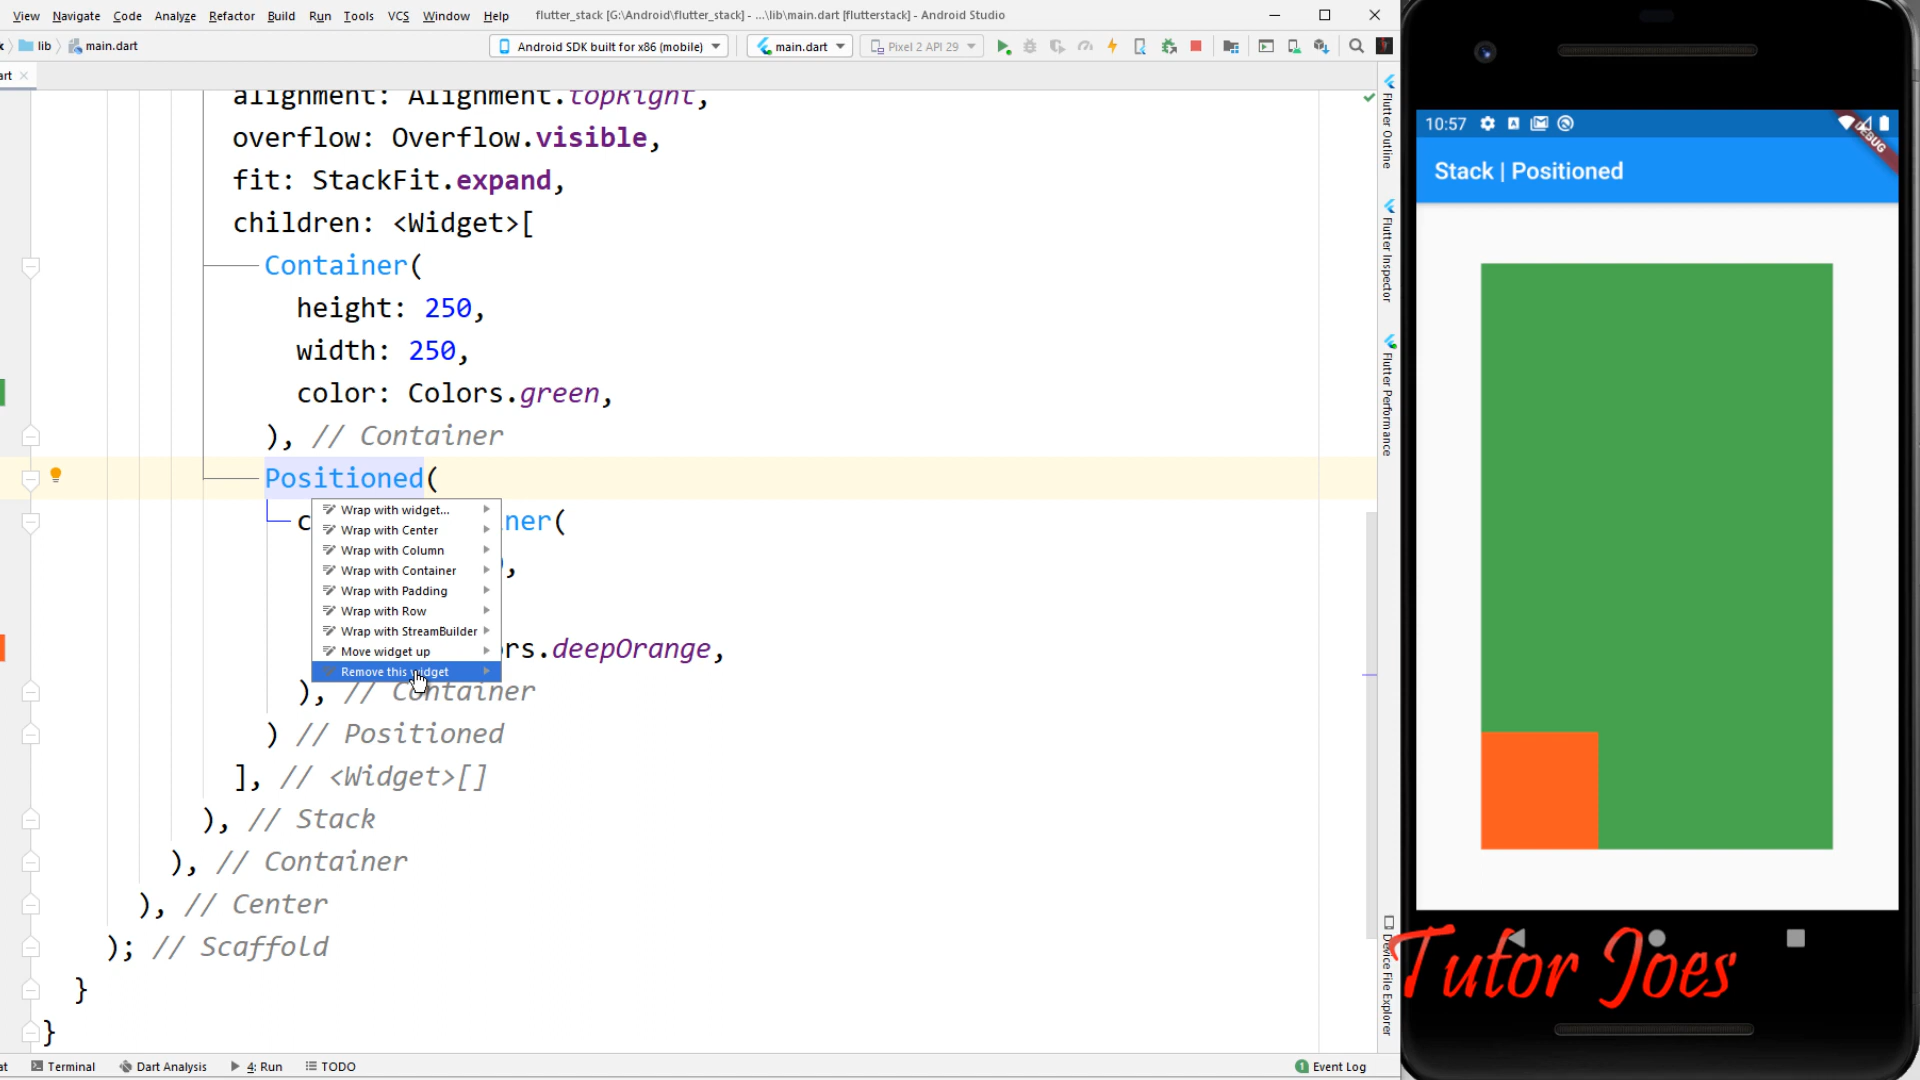 View Navigate Code Analyze Refactor Build Run Tools VCS Window Help flutter_stack [G:\Android\flutter_stack] - ...\lib\main.dart [flutterstack] - Android Studio
lib main.dart Android SDK built for x86 (mobile) main.dart Pixel 2 API 29
art
alignment: Alignment.topRight,
overflow: Overflow.visible,
fit: StackFit.expand,
children: <Widget>[
Container(
height: 250,
width: 250,
color: Colors.green,
), // Container
Positioned(
c ner(
,
rs.deepOrange,
), // Container
) // Positioned
], // <Widget>[]
), // Stack
), // Container
), // Center
); // Scaffold
}
}
Wrap with widget...
Wrap with Center
Wrap with Column
Wrap with Container
Wrap with Padding
Wrap with Row
Wrap with StreamBuilder
Move widget up
Remove this widget
Flutter Outline
Flutter Inspector
Flutter Performance
Device File Explorer
Terminal Dart Analysis 4: Run TODO 1 Event Log
10:57
DEBUG
Stack | Positioned
Tutor Joes